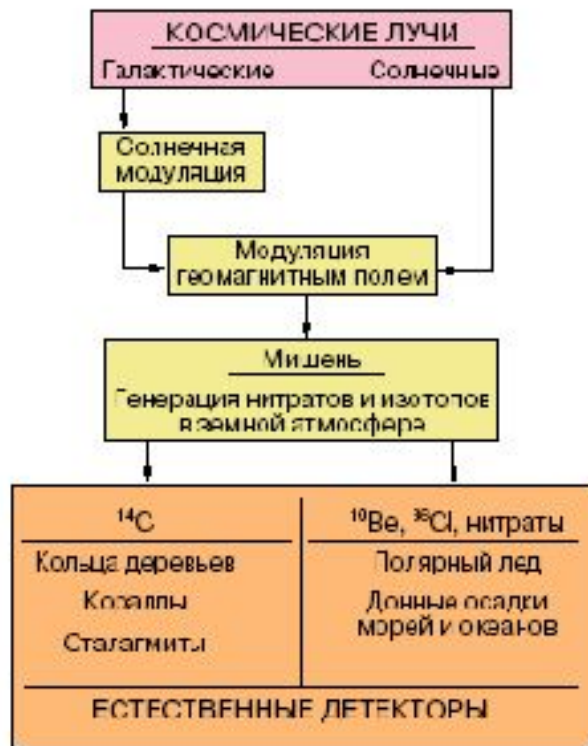 КОСМИЧЕСКИЕ ЛУЧИ
Галактические Солнечные
Солнечная
модуляция
Модуляция
геомагнитным полем
Мишень
Генерация нитратов и изотопов
в земной атмосфере
¹⁴C
Кольца деревьев
Кораллы
Сталагмиты
¹⁰Be, ³⁶Cl, нитраты
Полярный лед
Донные осадки
морей и океанов
ЕСТЕСТВЕННЫЕ ДЕТЕКТОРЫ